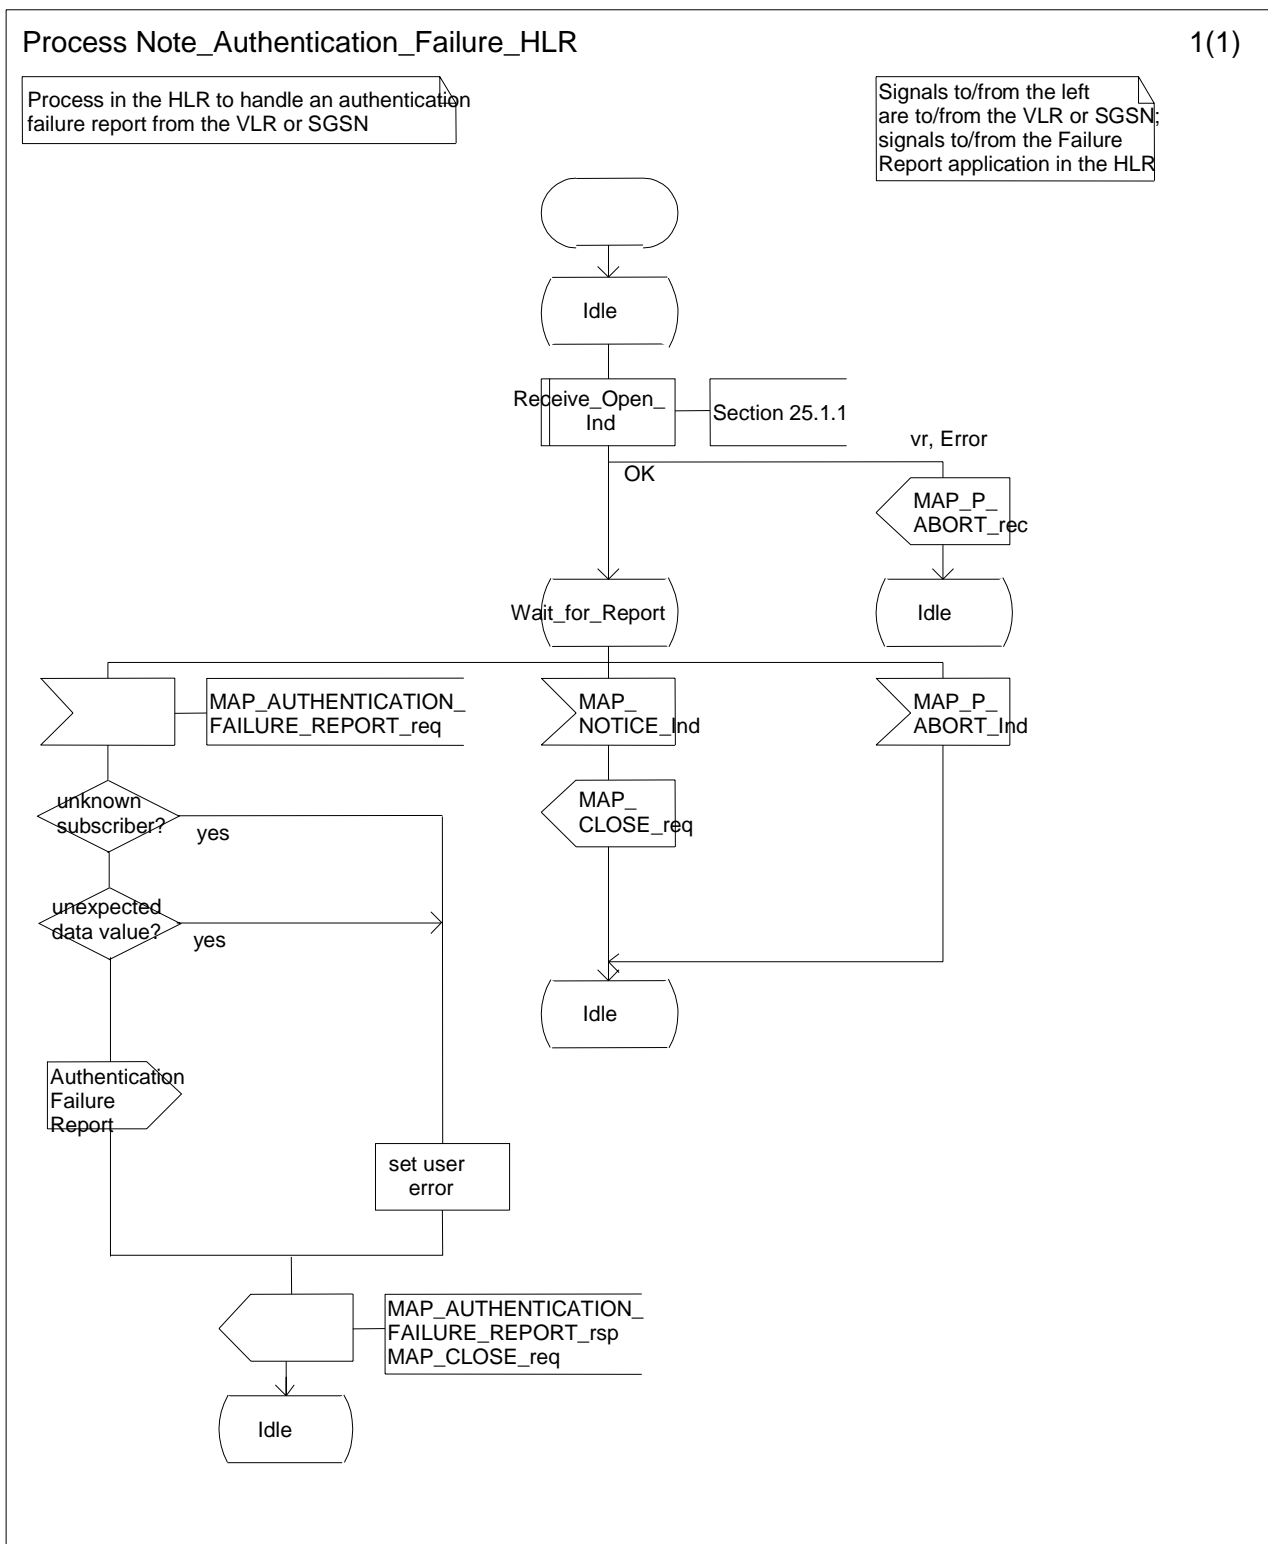 Process Note_Authentication_Failure_HLR
1(1)
Process in the HLR to handle an authentication
failure report from the VLR or SGSN
Signals to/from the left
are to/from the VLR or SGSN;
signals to/from the Failure
Report application in the HLR
Idle
Receive_Open_
Ind
Section 25.1.1
vr, Error
OK
MAP_P_
ABORT_rec
Wait_for_Report
Idle
MAP_AUTHENTICATION_
FAILURE_REPORT_req
MAP_
NOTICE_Ind
MAP_P_
ABORT_Ind
unknown
subscriber?
yes
MAP_
CLOSE_req
unexpected
data value?
yes
Idle
Authentication
Failure
Report
set user
error
MAP_AUTHENTICATION_
FAILURE_REPORT_rsp
MAP_CLOSE_req
Idle